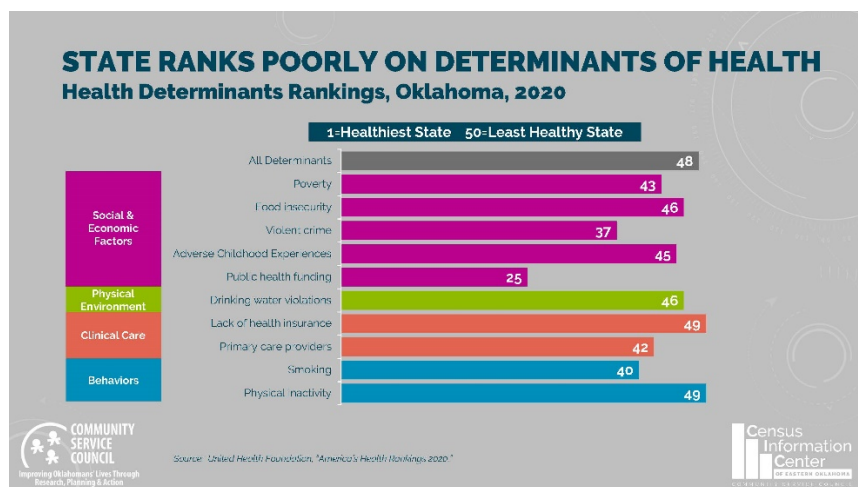 STATE RANKS POORLY ON DETERMINANTS OF HEALTH
Health Determinants Rankings, Oklahoma, 2020
1=Healthiest State 50=Least Healthy State
All Determinants 48
Social & Economic Factors
Poverty 43
Food insecurity 46
Violent crime 37
Adverse Childhood Experiences 45
Public health funding 25
Physical Environment
Drinking water violations 46
Clinical Care
Lack of health insurance 49
Primary care providers 42
Behaviors
Smoking 40
Physical inactivity 49
COMMUNITY
SERVICE
COUNCIL
Improving Oklahomans' Lives Through
Research, Planning & Action
Source: United Health Foundation, "America's Health Rankings 2020."
Census
Information
Center
OF EASTERN OKLAHOMA
COMMUNITY SERVICE COUNCIL